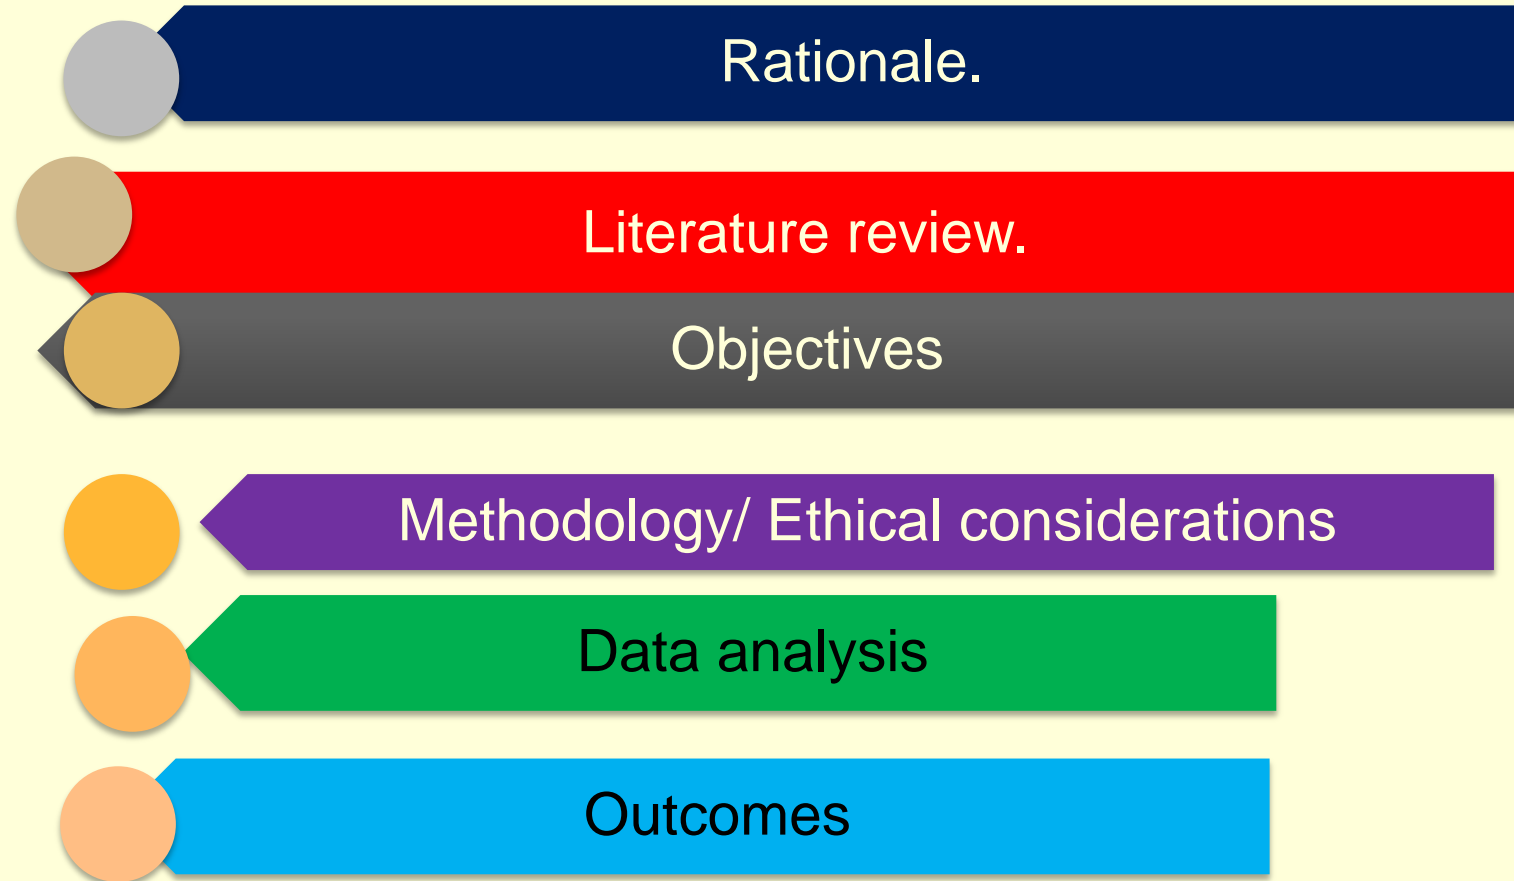 Rationale.
Literature review.
Objectives
Methodology/ Ethical considerations
Data analysis
Outcomes